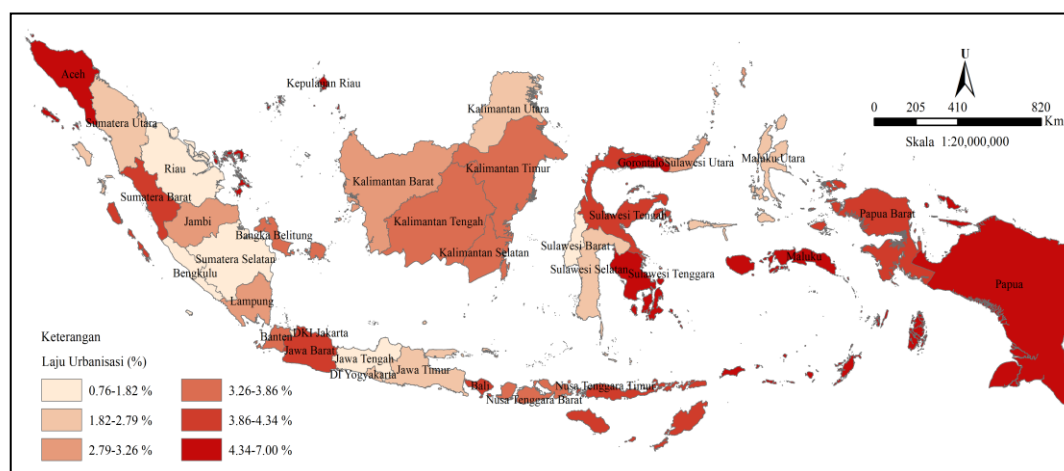 Aceh
Sumatera Utara
Riau
Kepulauan Riau
Sumatera Barat
Jambi
Bangka Belitung
Sumatera Selatan
Bengkulu
Lampung
Banten
DKI Jakarta
Jawa Barat
Jawa Tengah
DI Yogyakarta
Jawa Timur
Bali
Nusa Tenggara Barat
Nusa Tenggara Timur
Kalimantan Utara
Kalimantan Barat
Kalimantan Timur
Kalimantan Tengah
Kalimantan Selatan
Gorontalo
Sulawesi Utara
Sulawesi Tengah
Sulawesi Barat
Sulawesi Selatan
Sulawesi Tenggara
Maluku Utara
Maluku
Papua Barat
Papua
U
0 205 410 820
Km
Skala 1:20,000,000
Keterangan
Laju Urbanisasi (%)
0.76-1.82 %
1.82-2.79 %
2.79-3.26 %
3.26-3.86 %
3.86-4.34 %
4.34-7.00 %